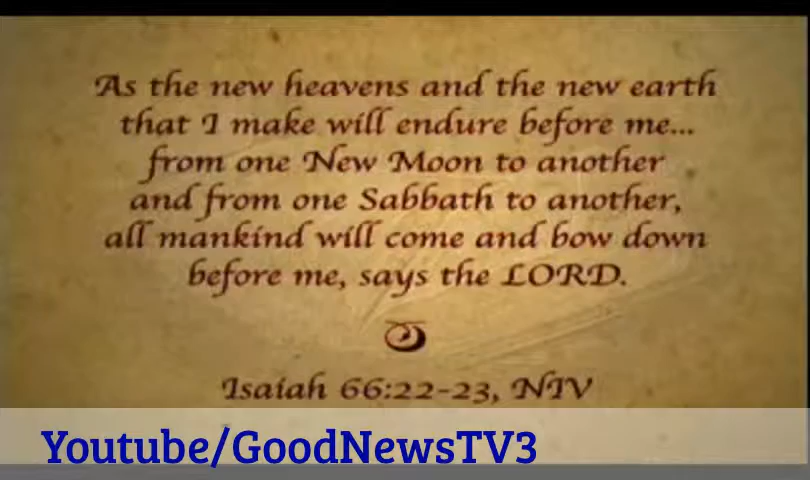 As the new heavens and the new earth
that I make will endure before me...
from one New Moon to another
and from one Sabbath to another,
all mankind will come and bow down
before me, says the LORD.
Isaiah 66:22-23, NIV
Youtube/GoodNewsTV3